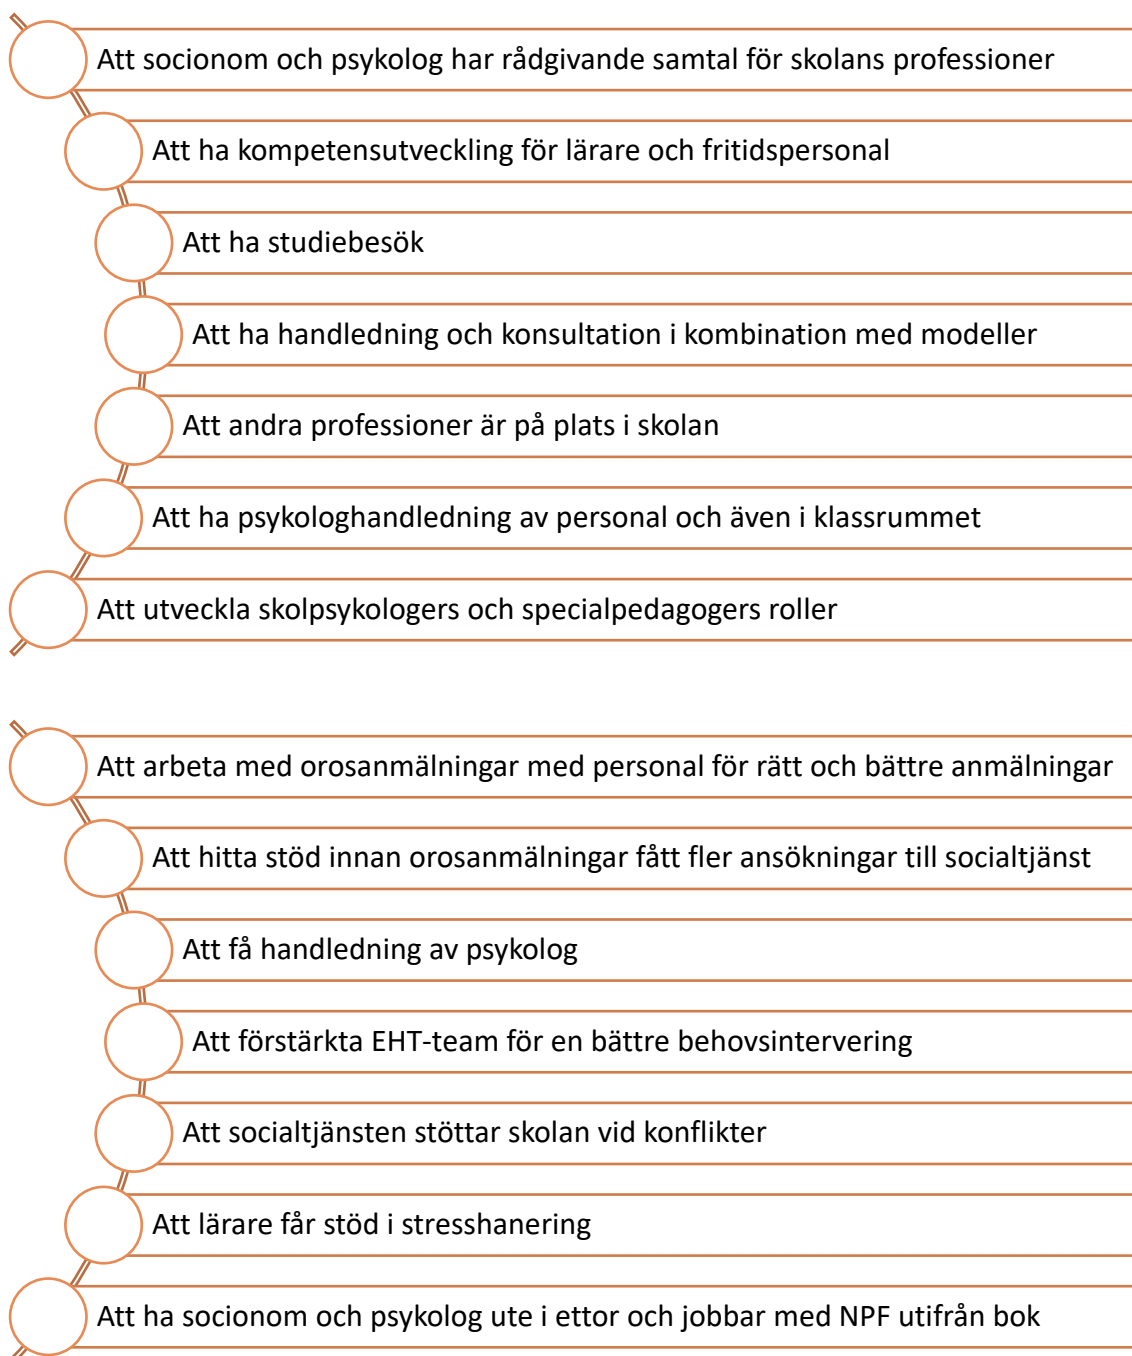 Att socionom och psykolog har rådgivande samtal för skolans professioner
Att ha kompetensutveckling för lärare och fritidspersonal
Att ha studiebesök
Att ha handledning och konsultation i kombination med modeller
Att andra professioner är på plats i skolan
Att ha psykologhandledning av personal och även i klassrummet
Att utveckla skolpsykologers och specialpedagogers roller
Att arbeta med orosanmälningar med personal för rätt och bättre anmälningar
Att hitta stöd innan orosanmälningar fått fler ansökningar till socialtjänst
Att få handledning av psykolog
Att förstärkta EHT-team för en bättre behovsintervering
Att socialtjänsten stöttar skolan vid konflikter
Att lärare får stöd i stresshanering
Att ha socionom och psykolog ute i ettor och jobbar med NPF utifrån bok